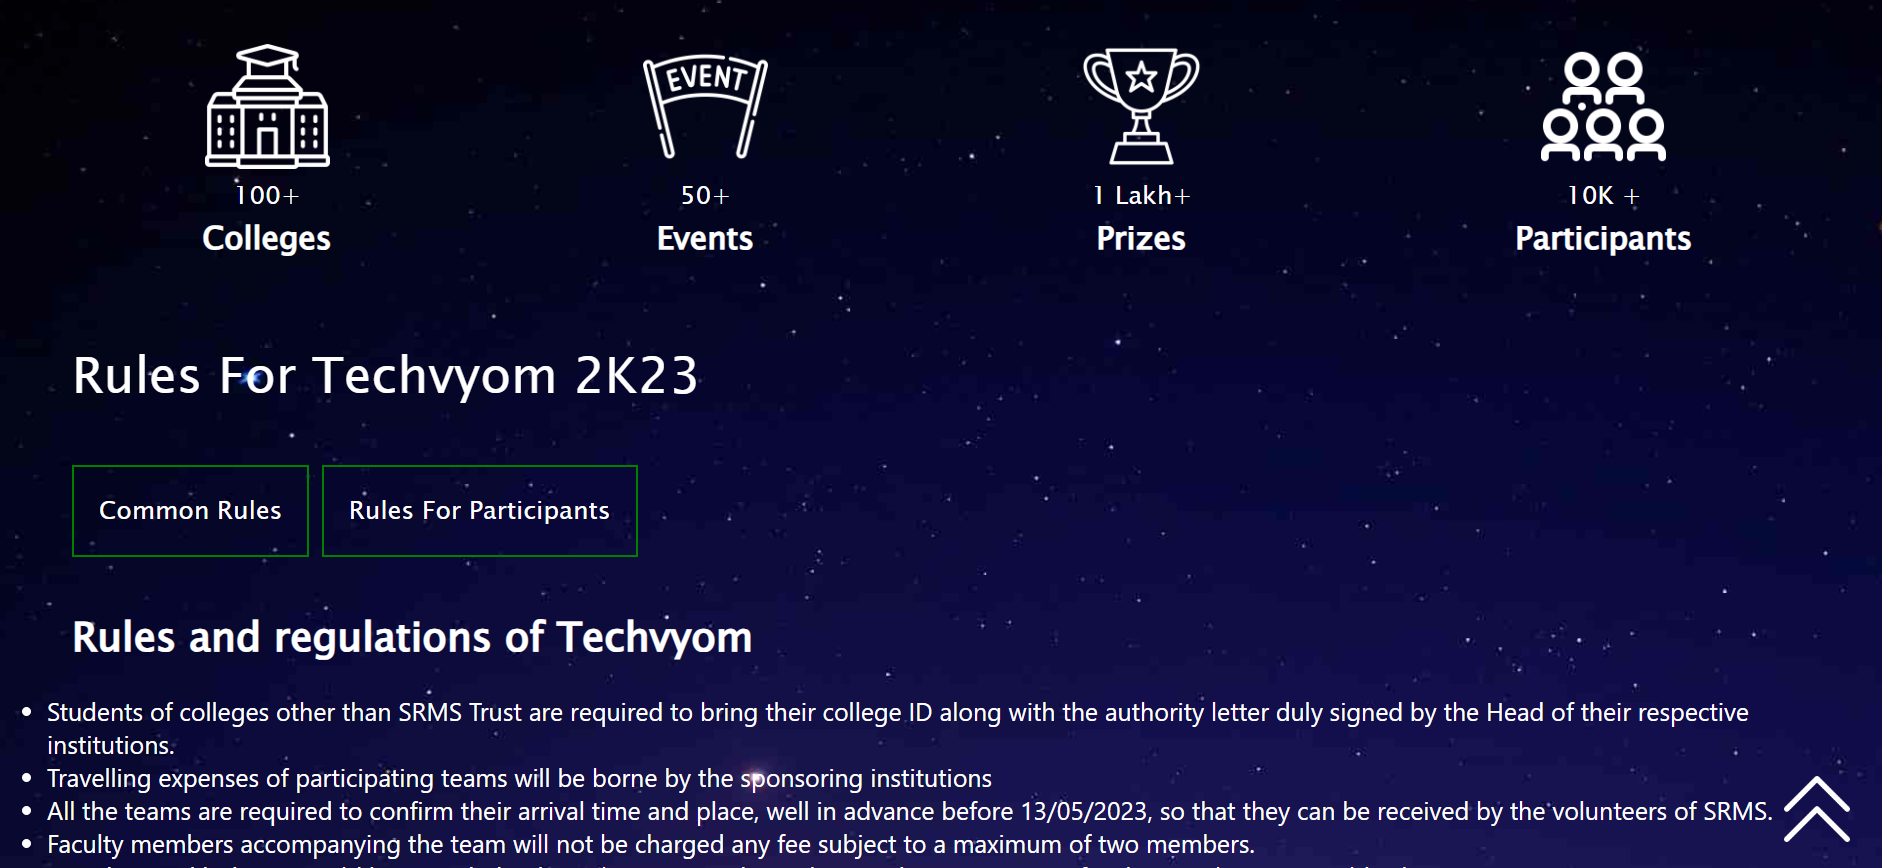 EVENT
100+
Colleges
50+
Events
1 Lakh+
Prizes
10K +
Participants
Rules For Techvyom 2K23
Common Rules
Rules For Participants
Rules and regulations of Techvyom
• Students of colleges other than SRMS Trust are required to bring their college ID along with the authority letter duly signed by the Head of their respective
institutions.
• Travelling expenses of participating teams will be borne by the sponsoring institutions
• All the teams are required to confirm their arrival time and place, well in advance before 13/05/2023, so that they can be received by the volunteers of SRMS.
• Faculty members accompanying the team will not be charged any fee subject to a maximum of two members.